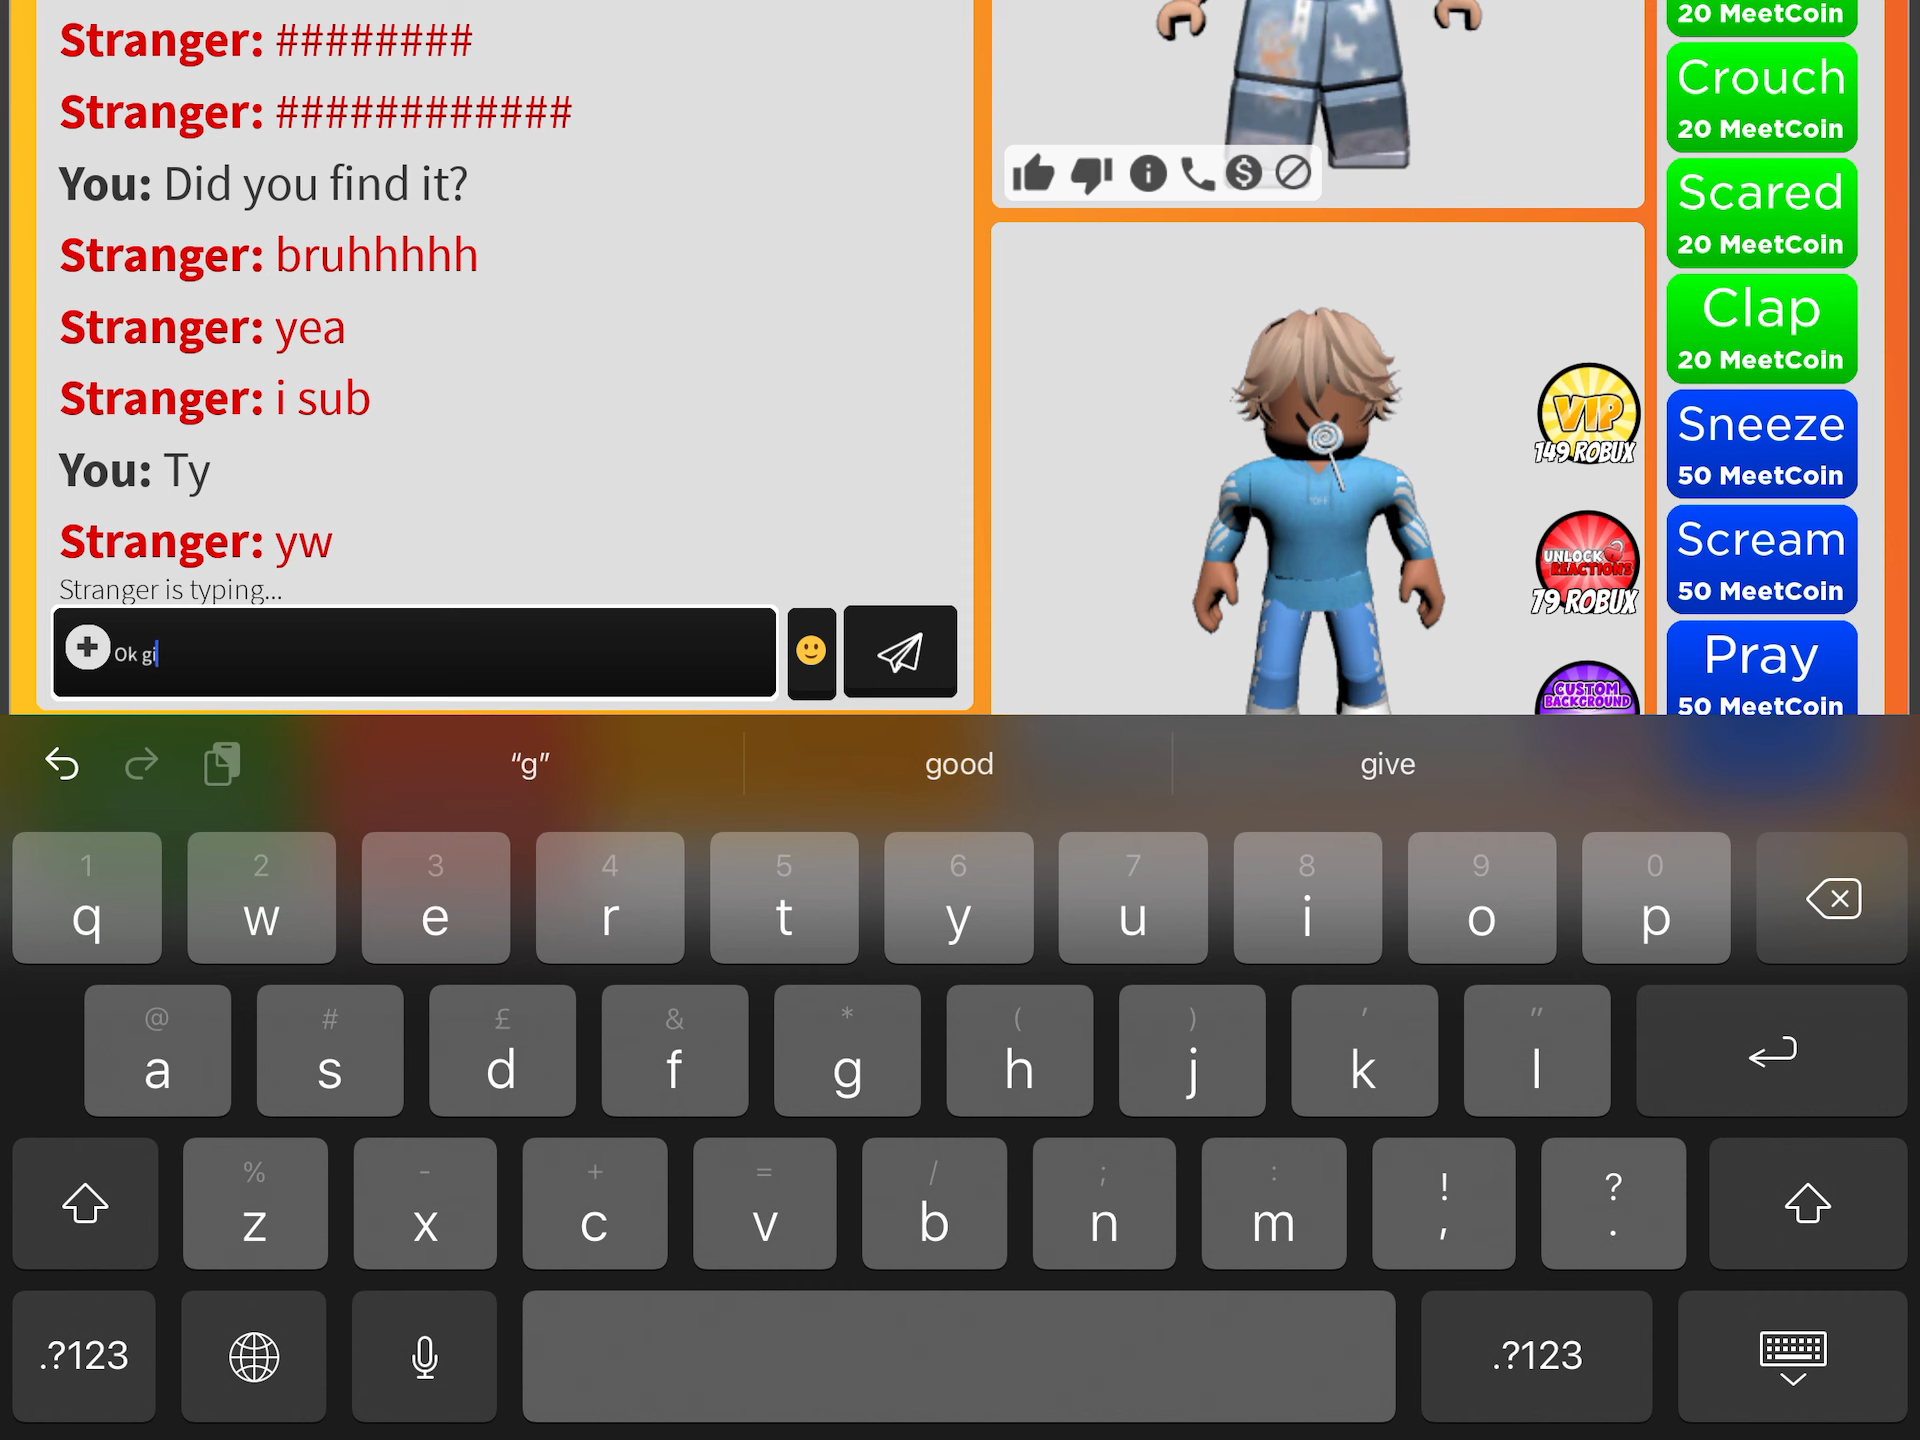 Stranger: ########
Stranger: ############
You: Did you find it?
Stranger: bruhhhhh
Stranger: yea
Stranger: i sub
You: Ty
Stranger: yw
Stranger is typing...
Ok gi
20 MeetCoin
Crouch
20 MeetCoin
Scared
20 MeetCoin
Clap
20 MeetCoin
Sneeze
50 MeetCoin
Scream
50 MeetCoin
Pray
50 MeetCoin
VIP
149 ROBUX
UNLOCK
REACTIONS
79 ROBUX
CUSTOM
BACKGROUND
“g” good give
1 2 3 4 5 6 7 8 9 0
q w e r t y u i o p
@ # £ & * ( ) ' "
a s d f g h j k l
% - + = / ; : ! ?
z x c v b n m , .
.?123 .?123